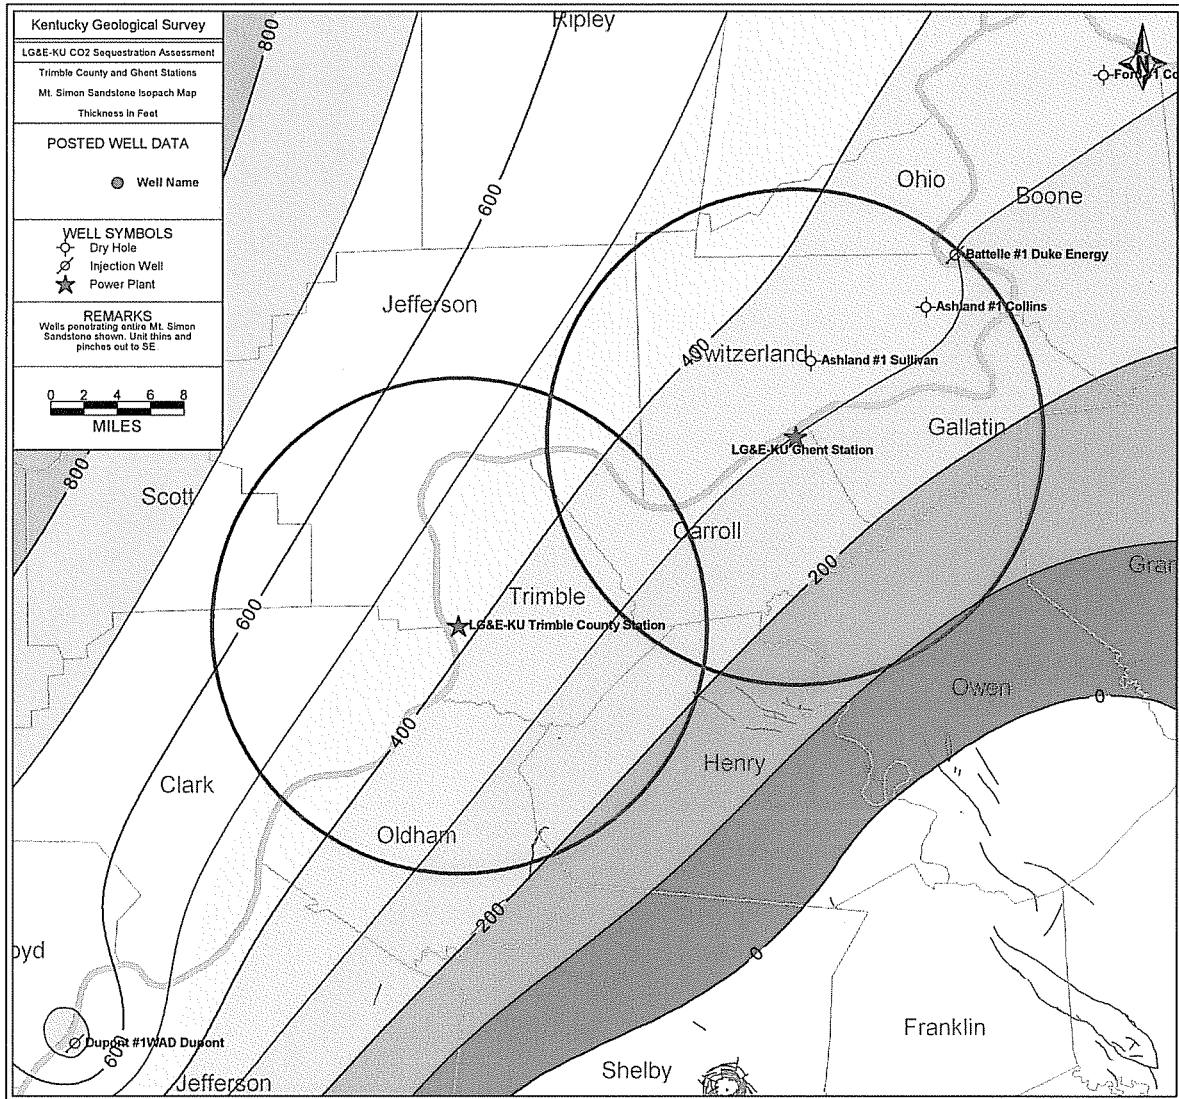 Kentucky Geological Survey
LG&E-KU CO2 Sequestration Assessment
Trimble County and Ghent Stations
Mt. Simon Sandstone Isopach Map
Thickness In Feet
POSTED WELL DATA
Well Name
WELL SYMBOLS
Dry Hole
Injection Well
Power Plant
REMARKS
Wells penetrating entire Mt. Simon
Sandstone shown. Unit thins and
pinches out to SE
0 2 4 6 8
MILES
800
Ripley
N
Ford #1 Co
600
Ohio
Boone
Battelle #1 Duke Energy
Jefferson
Ashland #1 Collins
400
Switzerland
Ashland #1 Sullivan
Gallatin
LG&E-KU Ghent Station
800
Scott
Carroll
200
Gran
600
Trimble
LG&E-KU Trimble County Station
Owen
0
400
Henry
Clark
Oldham
200
oyd
0
Franklin
Dupont #1WAD Dupont
600
Shelby
Jefferson